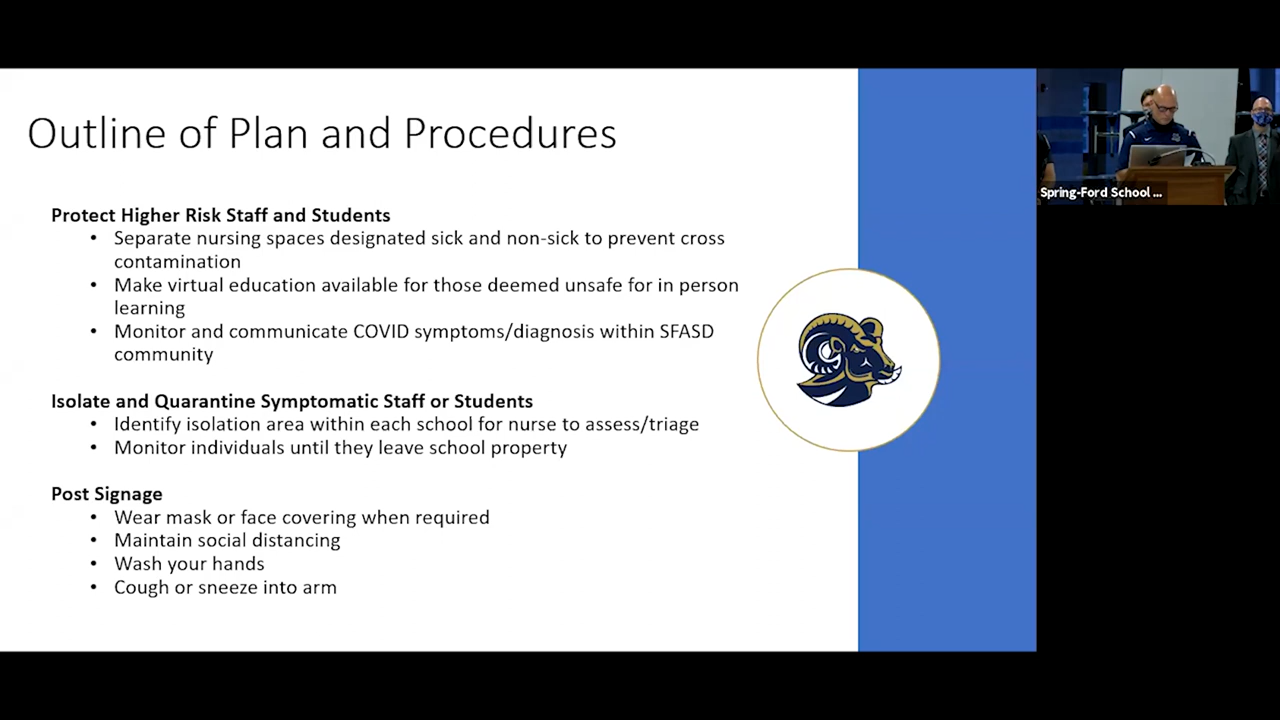 Outline of Plan and Procedures
Protect Higher Risk Staff and Students
• Separate nursing spaces designated sick and non-sick to prevent cross
contamination
• Make virtual education available for those deemed unsafe for in person
learning
• Monitor and communicate COVID symptoms/diagnosis within SFASD
community
Isolate and Quarantine Symptomatic Staff or Students
• Identify isolation area within each school for nurse to assess/triage
• Monitor individuals until they leave school property
Post Signage
• Wear mask or face covering when required
• Maintain social distancing
• Wash your hands
• Cough or sneeze into arm
Spring-Ford School ...